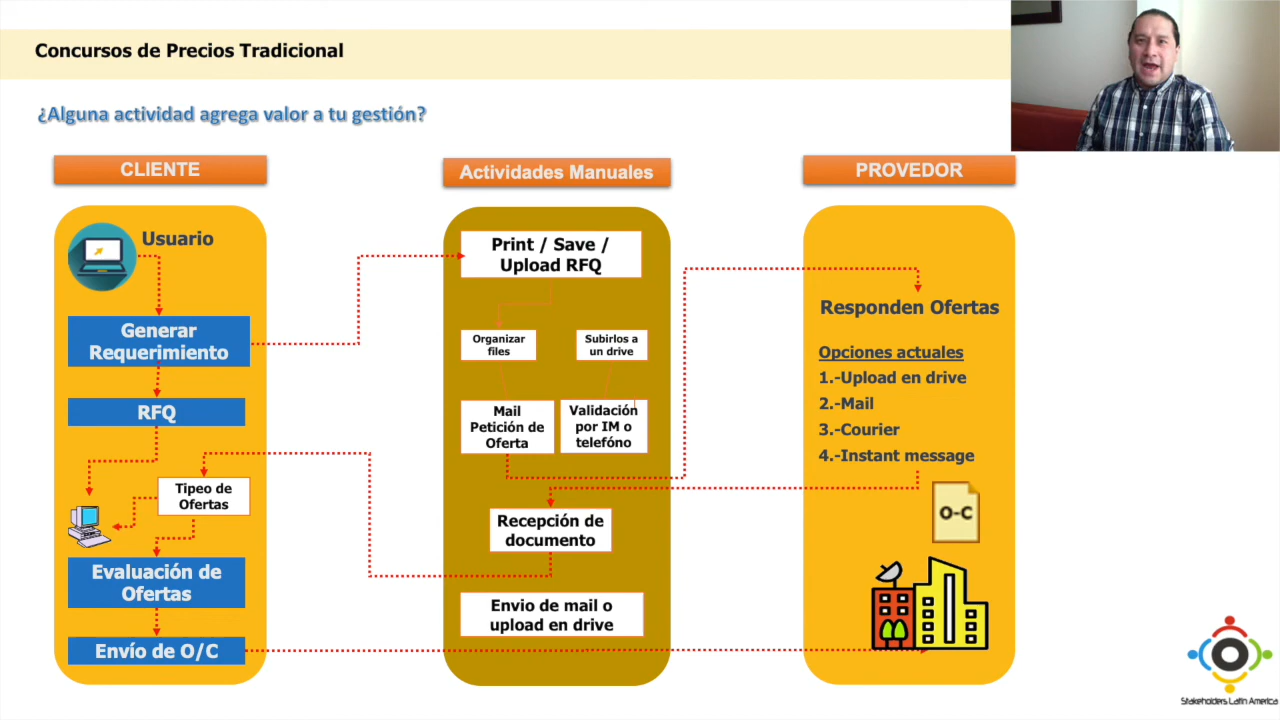 Concursos de Precios Tradicional
¿Alguna actividad agrega valor a tu gestión?
CLIENTE
Usuario
Generar
Requerimiento
RFQ
Tipeo de
Ofertas
Evaluación de
Ofertas
Envío de O/C
Actividades Manuales
Print / Save /
Upload RFQ
Organizar
files
Subirlos a
un drive
Mail
Petición de
Oferta
Validación
por IM o
telefóno
Recepción de
documento
Envio de mail o
upload en drive
PROVEDOR
Responden Ofertas
Opciones actuales
1.-Upload en drive
2.-Mail
3.-Courier
4.-Instant message
O-C
Stakeholders Latin America